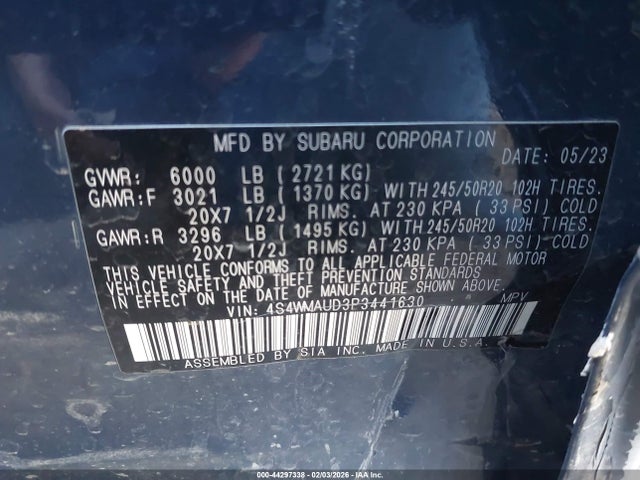 MFD BY SUBARU CORPORATION
DATE: 05/23
GVWR: 6000 LB (2721 KG)
GAWR:F 3021 LB (1370 KG) WITH 245/50R20 102H TIRES.
20X7 1/2J RIMS. AT 230 KPA (33 PSI) COLD
GAWR:R 3296 LB (1495 KG) WITH 245/50R20 102H TIRES.
20X7 1/2J RIMS. AT 230 KPA (33 PSI) COLD
THIS VEHICLE CONFORMS TO ALL APPLICABLE FEDERAL MOTOR
VEHICLE SAFETY AND THEFT PREVENTION STANDARDS
IN EFFECT ON THE DATE OF MANUFACTURE SHOWN ABOVE.
VIN: 4S4WMAUD3P3441630 MPV
ASSEMBLED BY SIA INC. MADE IN U.S.A.
000-44297338 - 02/03/2026 - IAAI.COM